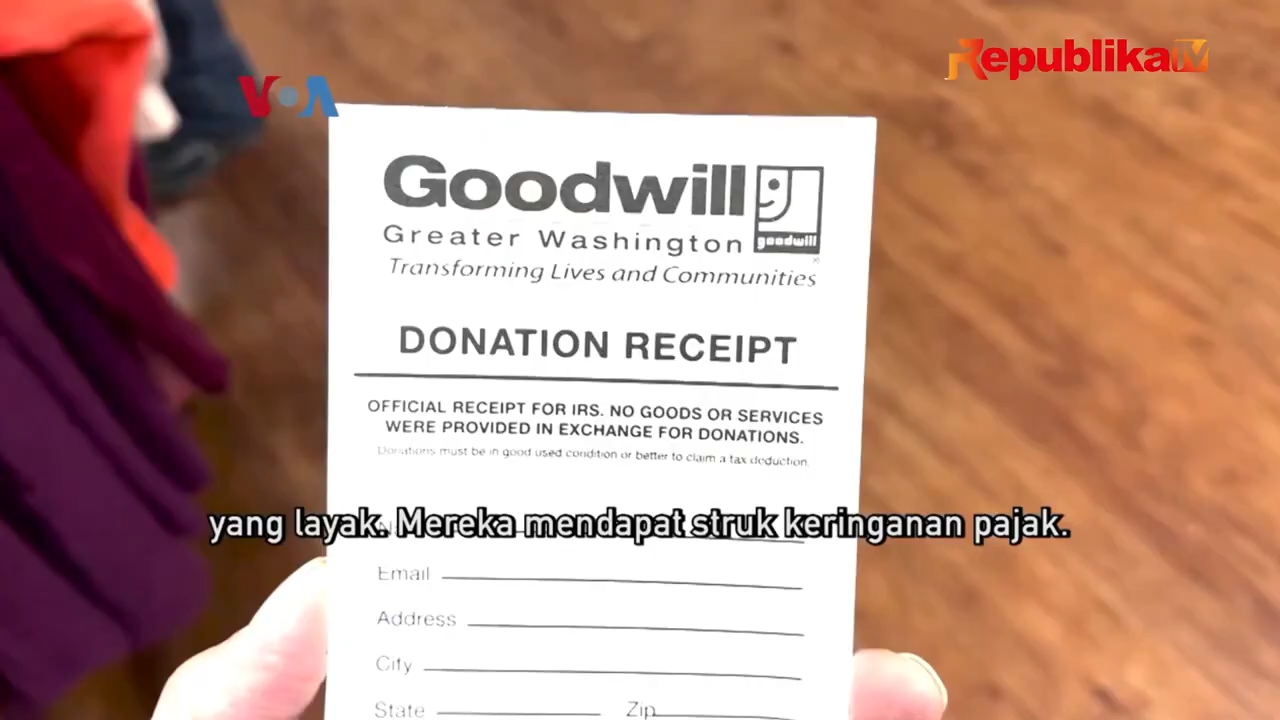 RepublikaTV
VOA
Goodwill
goodwill
Greater Washington
Transforming Lives and Communities
DONATION RECEIPT
OFFICIAL RECEIPT FOR IRS. NO GOODS OR SERVICES
WERE PROVIDED IN EXCHANGE FOR DONATIONS.
Donations must be in good used condition or better to claim a tax deduction.
yang layak. Mereka mendapat struk keringanan pajak.
Email
Address
City
State Zip